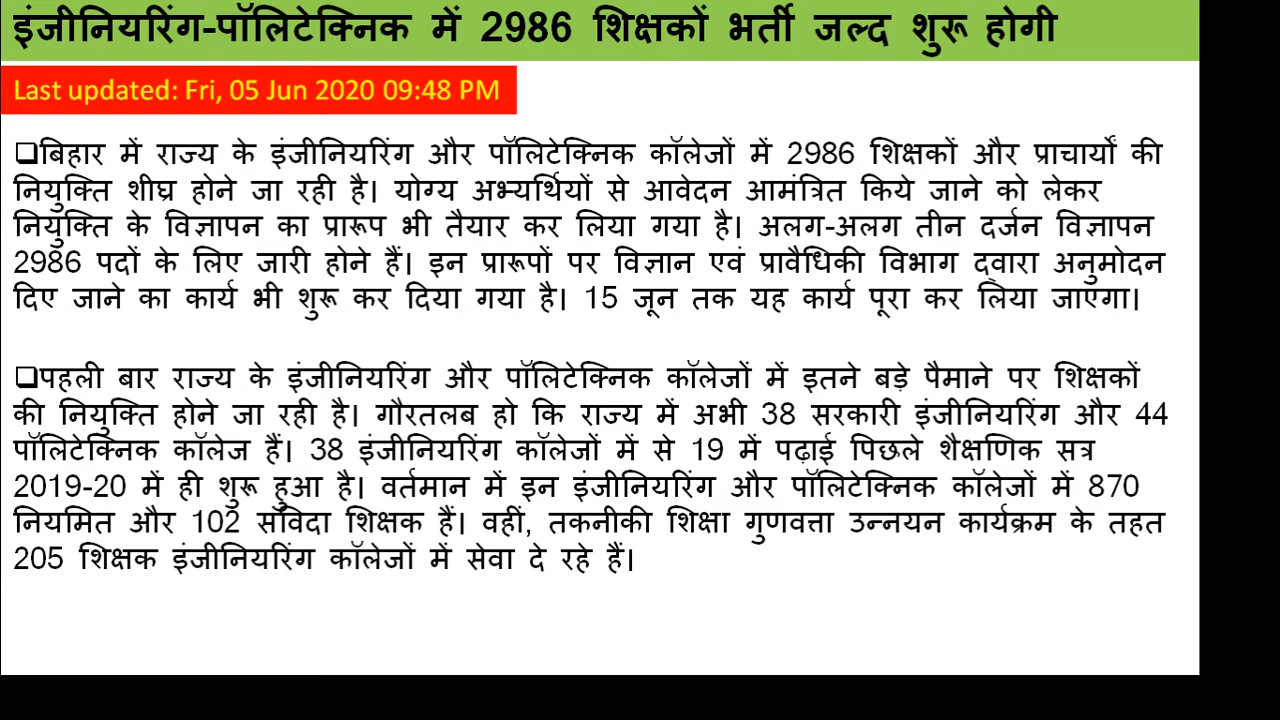 इंजीनियरिंग-पॉलिटेक्निक में 2986 शिक्षकों भर्ती जल्द शुरू होगी
Last updated: Fri, 05 Jun 2020 09:48 PM
❑बिहार में राज्य के इंजीनियरिंग और पॉलिटेक्निक कॉलेजों में 2986 शिक्षकों और प्राचार्यों की
नियुक्ति शीघ्र होने जा रही है। योग्य अभ्यर्थियों से आवेदन आमंत्रित किये जाने को लेकर
नियुक्ति के विज्ञापन का प्रारूप भी तैयार कर लिया गया है। अलग-अलग तीन दर्जन विज्ञापन
2986 पदों के लिए जारी होने हैं। इन प्रारूपों पर विज्ञान एवं प्रावैधिकी विभाग द्वारा अनुमोदन
दिए जाने का कार्य भी शुरू कर दिया गया है। 15 जून तक यह कार्य पूरा कर लिया जाएगा।
❑पहली बार राज्य के इंजीनियरिंग और पॉलिटेक्निक कॉलेजों में इतने बड़े पैमाने पर शिक्षकों
की नियुक्ति होने जा रही है। गौरतलब हो कि राज्य में अभी 38 सरकारी इंजीनियरिंग और 44
पॉलिटेक्निक कॉलेज हैं। 38 इंजीनियरिंग कॉलेजों में से 19 में पढ़ाई पिछले शैक्षणिक सत्र
2019-20 में ही शुरू हुआ है। वर्तमान में इन इंजीनियरिंग और पॉलिटेक्निक कॉलेजों में 870
नियमित और 102 संविदा शिक्षक हैं। वहीं, तकनीकी शिक्षा गुणवत्ता उन्नयन कार्यक्रम के तहत
205 शिक्षक इंजीनियरिंग कॉलेजों में सेवा दे रहे हैं।